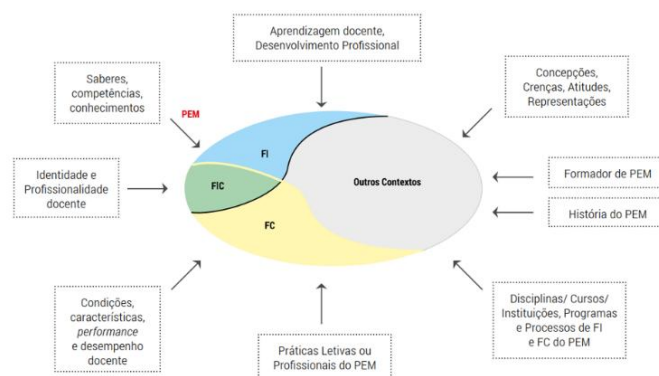 Aprendizagem docente,
Desenvolvimento Profissional
Saberes,
competências,
conhecimentos
PEM
Concepções,
Crenças, Atitudes,
Representações
FI
Identidade e
Profissionalidade
docente
FIC
Outros Contextos
Formador de PEM
História do PEM
FC
Condições,
características,
performance
e desempenho
docente
Práticas Letivas ou
Profissionais do PEM
Disciplinas/ Cursos/
Instituições, Programas
e Processos de FI
e FC do PEM